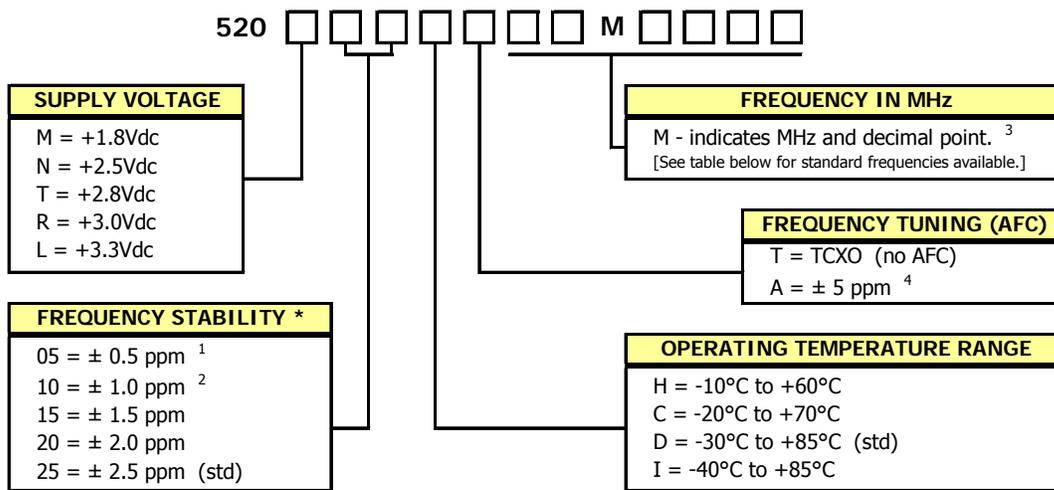 520 M
SUPPLY VOLTAGE
M = +1.8Vdc
N = +2.5Vdc
T = +2.8Vdc
R = +3.0Vdc
L = +3.3Vdc
FREQUENCY IN MHz
M - indicates MHz and decimal point. 3
[See table below for standard frequencies available.]
FREQUENCY TUNING (AFC)
T = TCXO (no AFC)
A = ± 5 ppm 4
FREQUENCY STABILITY *
05 = ± 0.5 ppm 1
10 = ± 1.0 ppm 2
15 = ± 1.5 ppm
20 = ± 2.0 ppm
25 = ± 2.5 ppm (std)
OPERATING TEMPERATURE RANGE
H = -10°C to +60°C
C = -20°C to +70°C
D = -30°C to +85°C (std)
I = -40°C to +85°C